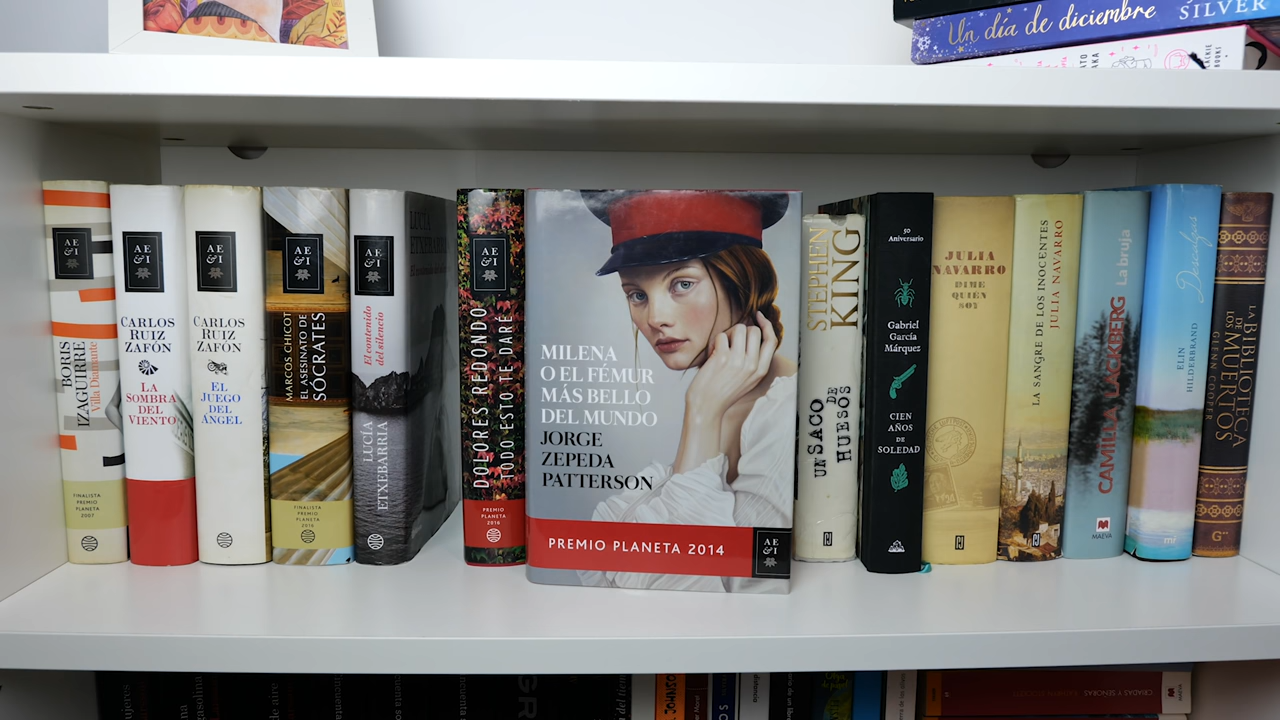 Un día de diciembre
SILVER
AE
&I
BORIS
IZAGUIRRE
Villa Diamante
FINALISTA
PREMIO
PLANETA
2007
AE
&I
CARLOS
RUIZ
ZAFÓN
LA
SOMBRA
DEL
VIENTO
AE
&I
CARLOS
RUIZ
ZAFÓN
EL
JUEGO
DEL
ÁNGEL
AE
&I
MARCOS CHICOT
EL ASESINATO DE
SÓCRATES
FINALISTA
PREMIO
PLANETA
2016
AE
&I
El contenido
del silencio
LUCÍA
ETXEBARRIA
AE
&I
DOLORES REDONDO
TODO ESTO TE DARÉ
PREMIO
PLANETA
2016
MILENA
O EL FÉMUR
MÁS BELLO
DEL MUNDO
JORGE
ZEPEDA
PATTERSON
PREMIO PLANETA 2014
AE
&I
STEPHEN
KING
UN SACO
DE
HUESOS
50
Aniversario
Gabriel
García
Márquez
CIEN
AÑOS
DE
SOLEDAD
JULIA
NAVARRO
DIME
QUIÉN
SOY
LA SANGRE DE LOS INOCENTES
JULIA NAVARRO
CAMILLA LÄCKBERG
La bruja
MAEVA
Desculpas
ELIN
HILDERBRAND
mí
LA BIBLIOTECA
DE
LOS MUERTOS
GLENN COOPER
G
CRIADAS Y SEÑORAS